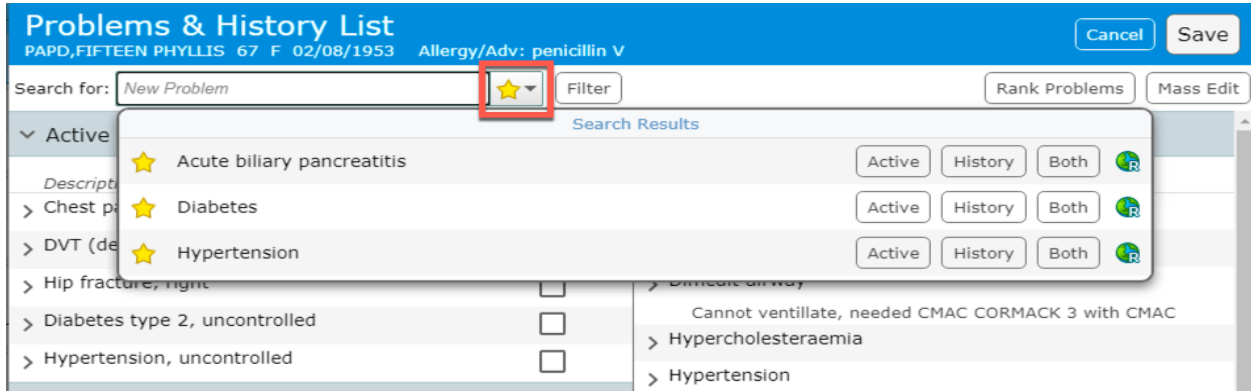 Problems & History List
PAPD,FIFTEEN PHYLLIS 67 F 02/08/1953 Allergy/Adv: penicillin V
Cancel
Save
Search for: New Problem
Filter
Rank Problems
Mass Edit
Search Results
Active
Acute biliary pancreatitis Active History Both R
Descripti
Diabetes Active History Both R
Chest pa
Hypertension Active History Both R
DVT (de
Hip fracture, right
Difficult airway
Cannot ventillate, needed CMAC CORMACK 3 with CMAC
Diabetes type 2, uncontrolled
Hypercholesteraemia
Hypertension, uncontrolled
Hypertension